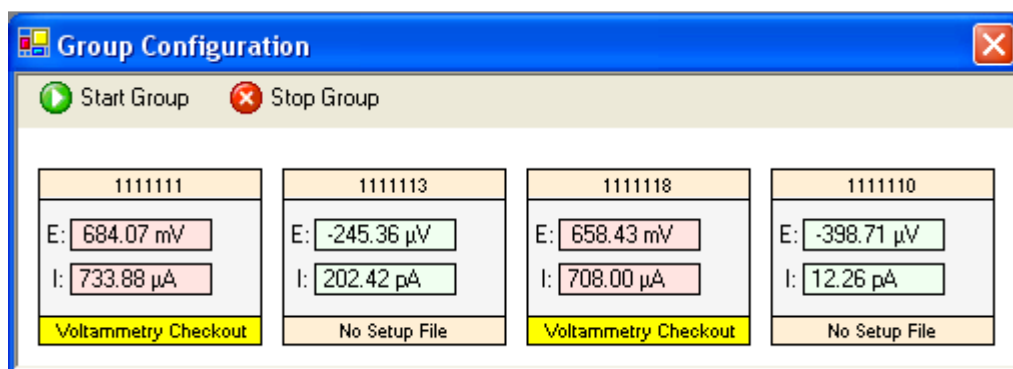 Group Configuration
Start Group Stop Group
1111111 1111113 1111118 1111110
E: 684.07 mV E: -245.36 µV E: 658.43 mV E: -398.71 µV
I: 733.88 µA I: 202.42 pA I: 708.00 µA I: 12.26 pA
Voltammetry Checkout No Setup File Voltammetry Checkout No Setup File